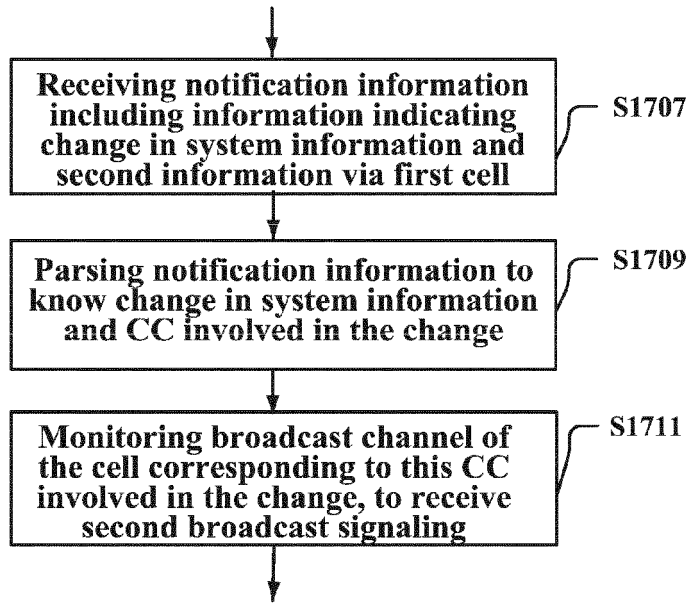 Receiving notification information
including information indicating
change in system information and
second information via first cell
S1707
Parsing notification information to
know change in system information
and CC involved in the change
S1709
Monitoring broadcast channel of
the cell corresponding to this CC
involved in the change, to receive
second broadcast signaling
S1711